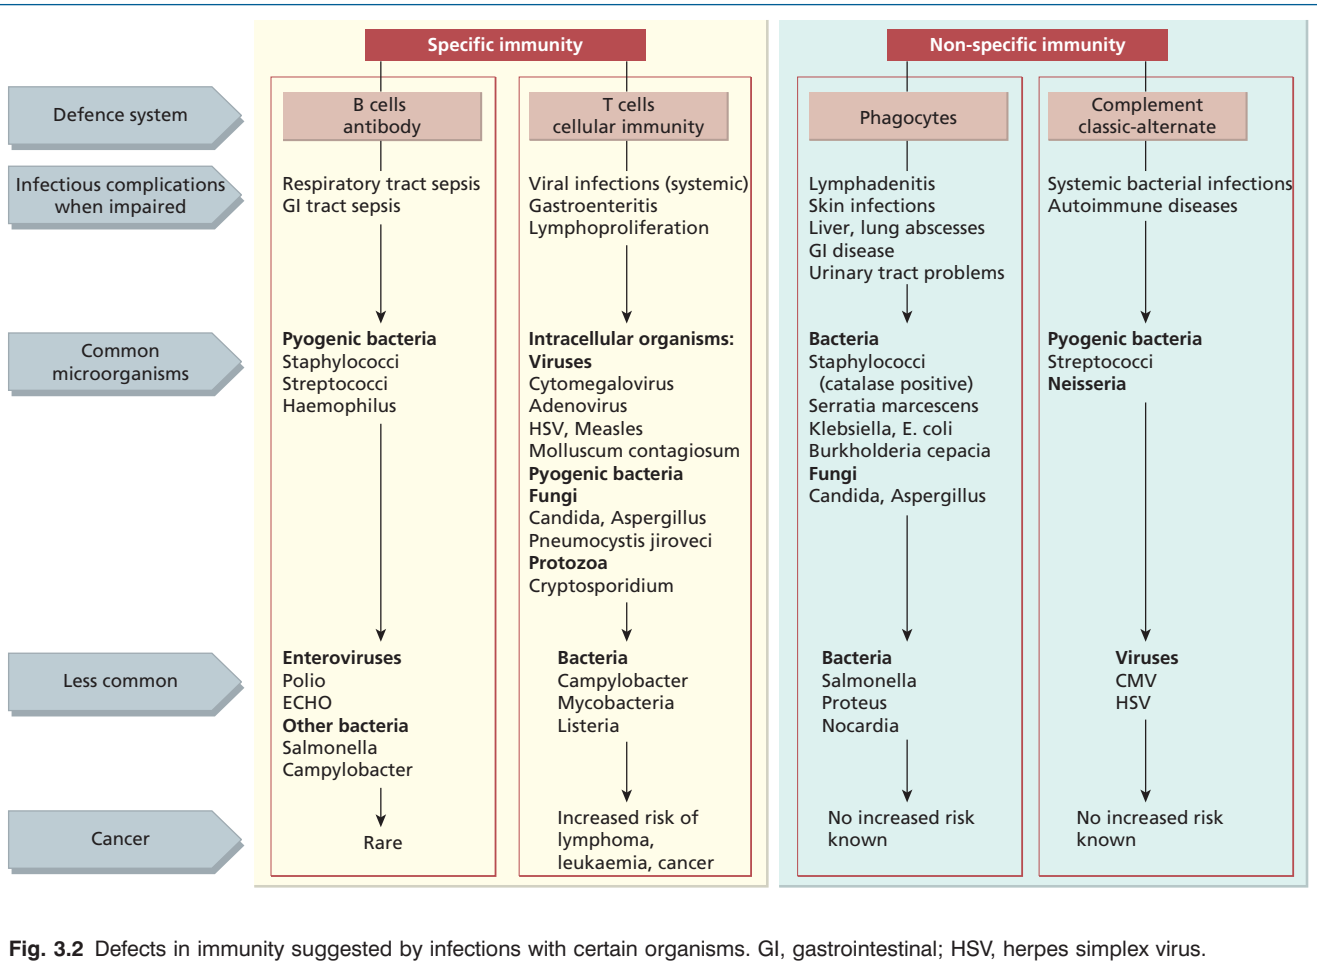 Specific immunity
Non-specific immunity
Defence system
B cells
antibody
T cells
cellular immunity
Phagocytes
Complement
classic-alternate
Infectious complications
when impaired
Respiratory tract sepsis
GI tract sepsis
Viral infections (systemic)
Gastroenteritis
Lymphoproliferation
Lymphadenitis
Skin infections
Liver, lung abscesses
GI disease
Urinary tract problems
Systemic bacterial infections
Autoimmune diseases
Common
microorganisms
Pyogenic bacteria
Staphylococci
Streptococci
Haemophilus
Intracellular organisms:
Viruses
Cytomegalovirus
Adenovirus
HSV, Measles
Molluscum contagiosum
Pyogenic bacteria
Fungi
Candida, Aspergillus
Pneumocystis jiroveci
Protozoa
Cryptosporidium
Bacteria
Staphylococci
(catalase positive)
Serratia marcescens
Klebsiella, E. coli
Burkholderia cepacia
Fungi
Candida, Aspergillus
Pyogenic bacteria
Streptococci
Neisseria
Less common
Enteroviruses
Polio
ECHO
Other bacteria
Salmonella
Campylobacter
Bacteria
Campylobacter
Mycobacteria
Listeria
Bacteria
Salmonella
Proteus
Nocardia
Viruses
CMV
HSV
Cancer
Rare
Increased risk of
lymphoma,
leukaemia, cancer
No increased risk
known
No increased risk
known
Fig. 3.2 Defects in immunity suggested by infections with certain organisms. GI, gastrointestinal; HSV, herpes simplex virus.